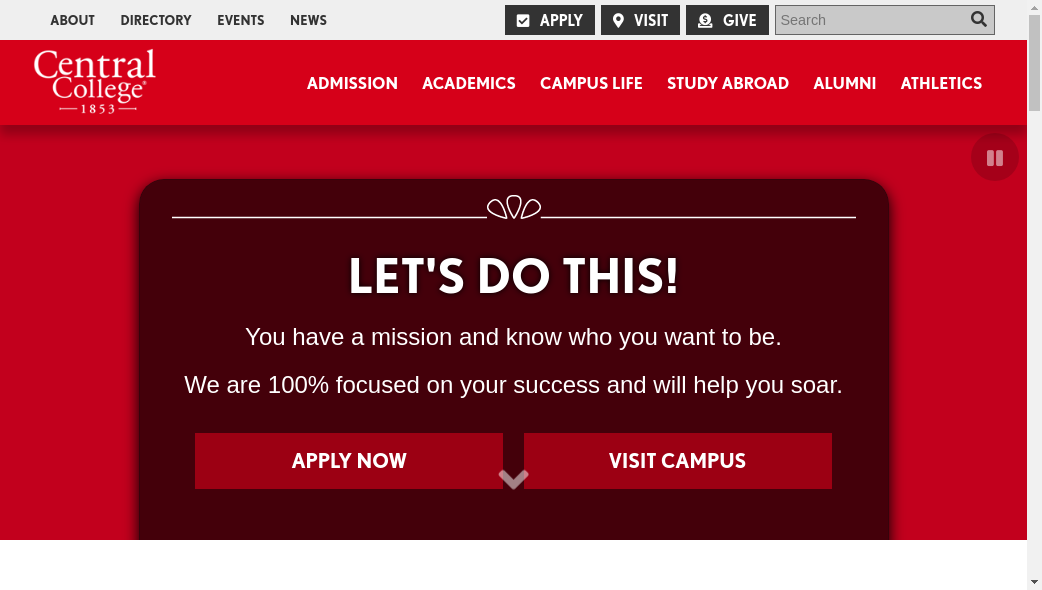 ABOUT DIRECTORY EVENTS NEWS APPLY VISIT GIVE Search
Central
College®
1853
ADMISSION ACADEMICS CAMPUS LIFE STUDY ABROAD ALUMNI ATHLETICS
LET'S DO THIS!
You have a mission and know who you want to be.
We are 100% focused on your success and will help you soar.
APPLY NOW VISIT CAMPUS